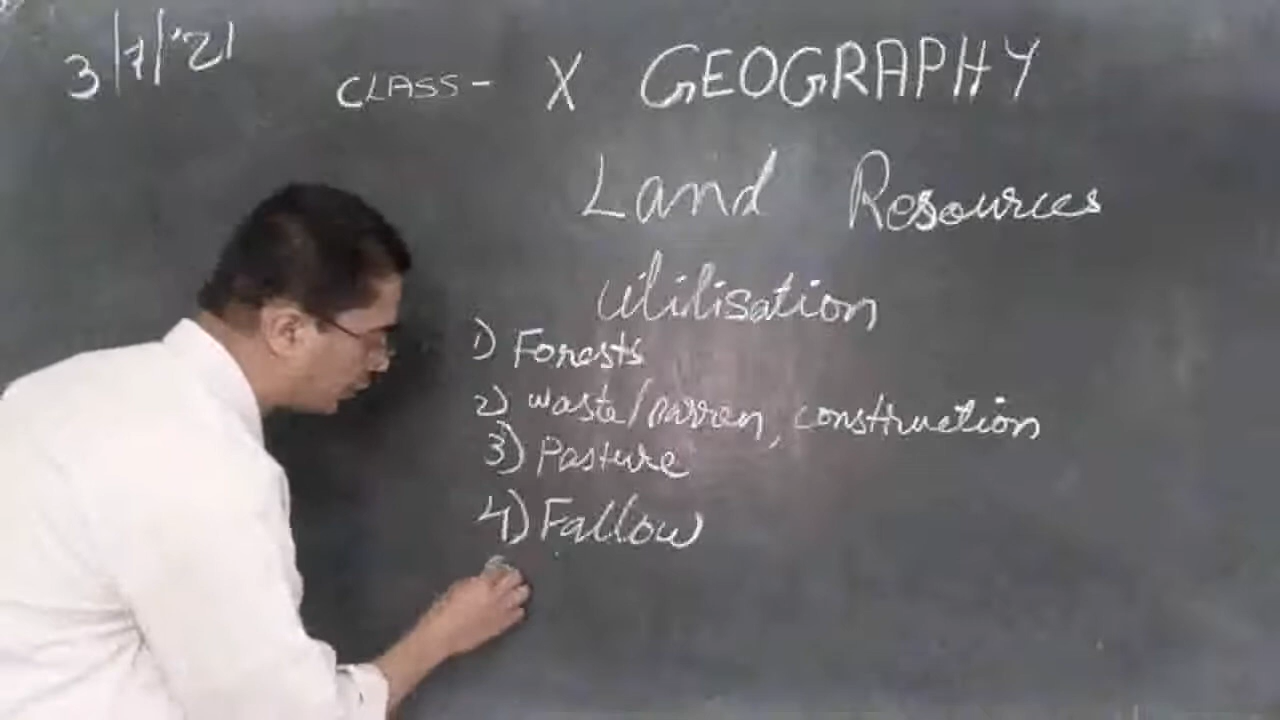 3/7/'21
CLASS - X GEOGRAPHY
Land Resources
Utilisation
1) Forests
2) Waste/barren, construction
3) Pasture
4) Fallow